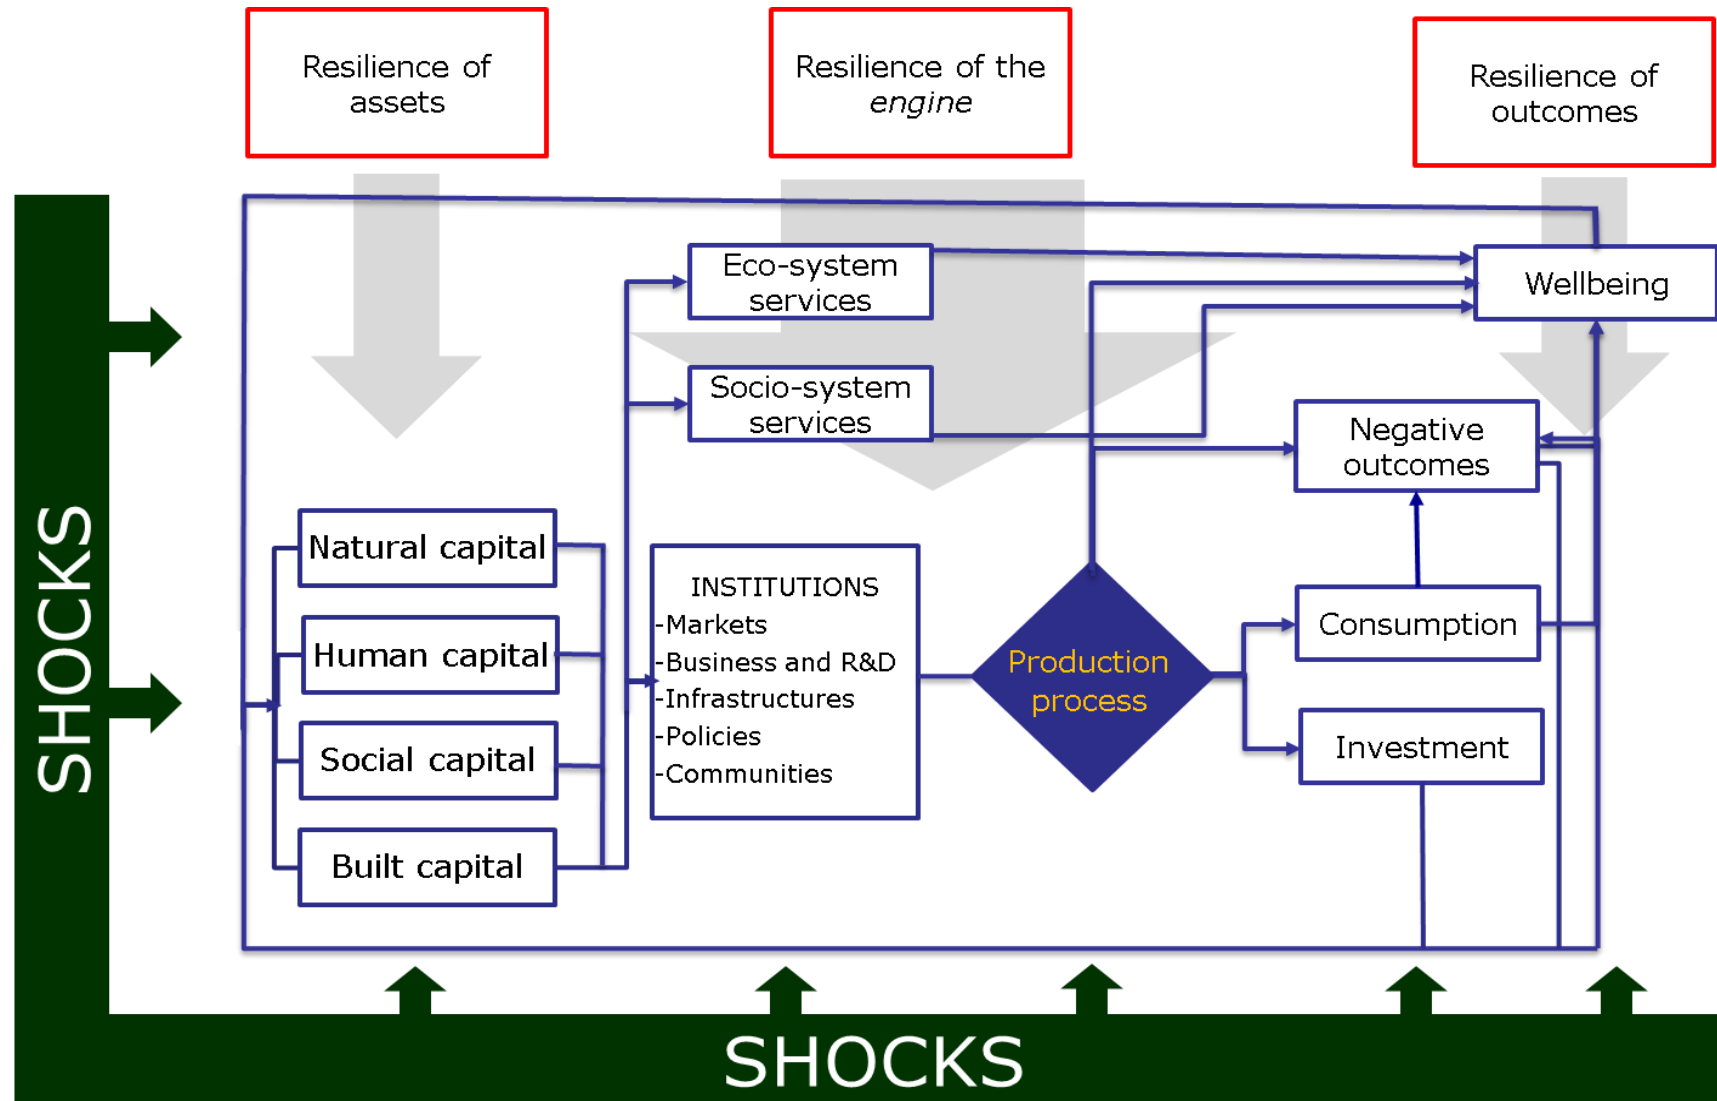 Resilience of
assets
Resilience of the
engine
Resilience of
outcomes
Eco-system
services
Wellbeing
Socio-system
services
Negative
outcomes
SHOCKS
Natural capital
Human capital
Social capital
Built capital
INSTITUTIONS
-Markets
-Business and R&D
-Infrastructures
-Policies
-Communities
Production
process
Consumption
Investment
SHOCKS